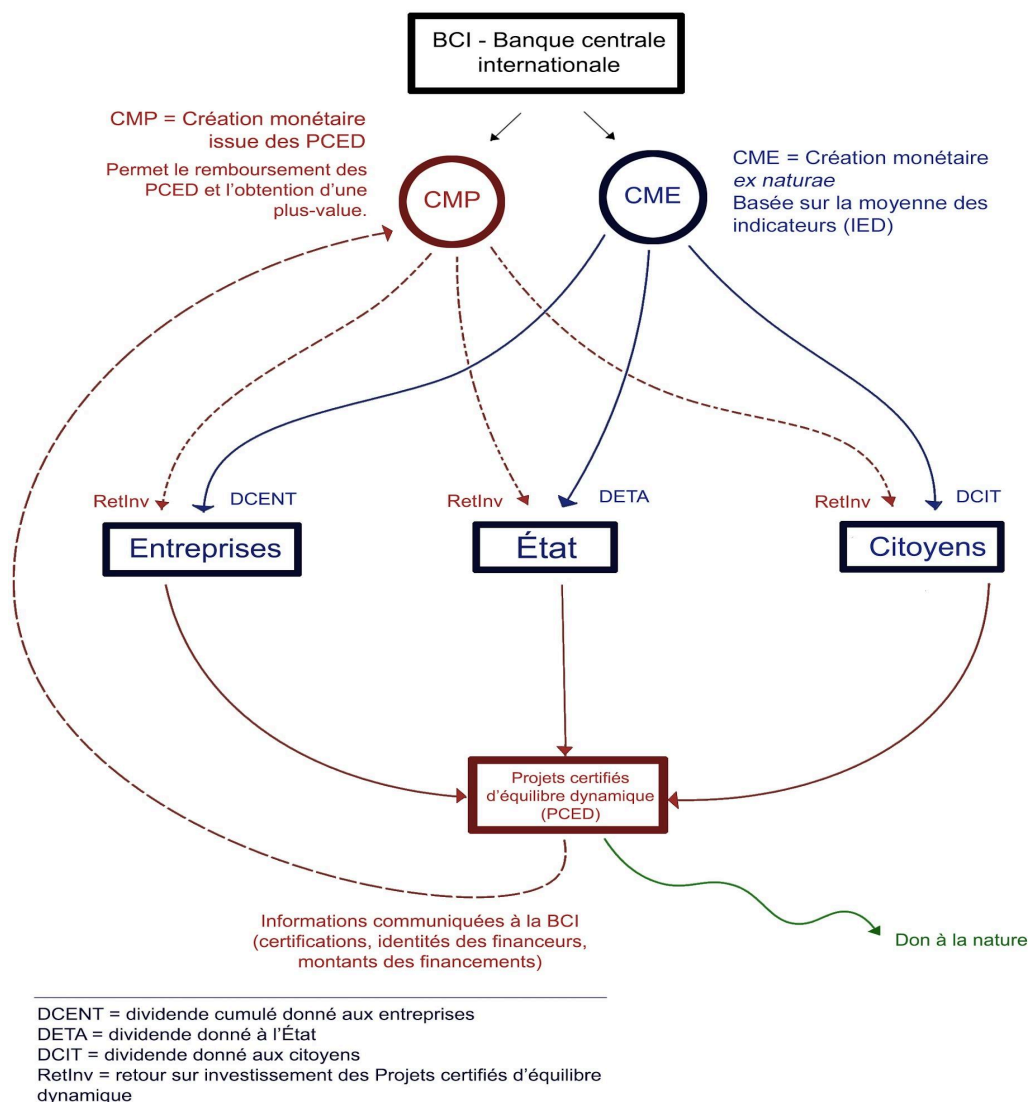 BCI - Banque centrale
internationale
CMP = Création monétaire
issue des PCED
Permet le remboursement des
PCED et l'obtention d'une
plus-value.
CMP
CME
CME = Création monétaire
ex naturae
Basée sur la moyenne des
indicateurs (IED)
RetInv
DCENT
RetInv
DETA
RetInv
DCIT
Entreprises
État
Citoyens
Projets certifiés
d'équilibre dynamique
(PCED)
Informations communiquées à la BCI
(certifications, identités des financeurs,
montants des financements)
Don à la nature
DCENT = dividende cumulé donné aux entreprises
DETA = dividende donné à l'État
DCIT = dividende donné aux citoyens
RetInv = retour sur investissement des Projets certifiés d'équilibre
dynamique